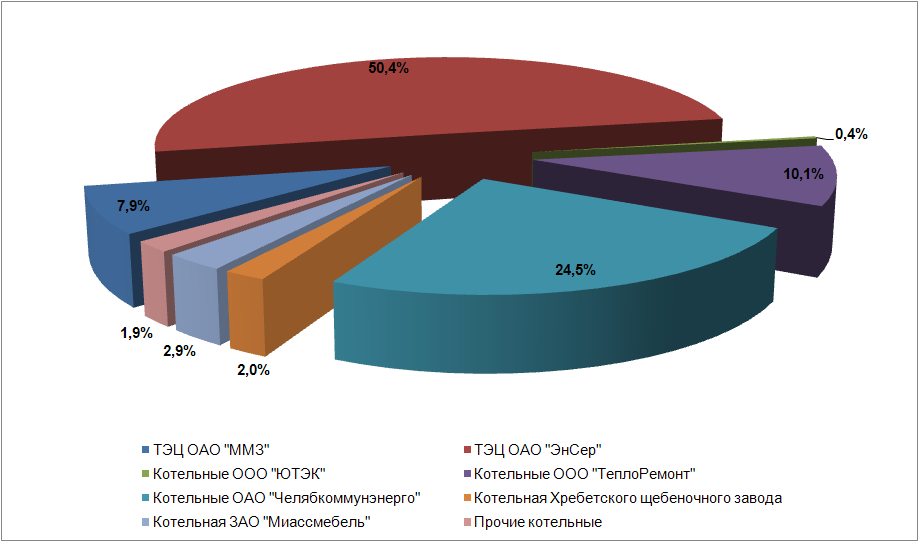 50,4%
0,4%
10,1%
7,9%
24,5%
1,9%
2,9%
2,0%
ТЭЦ ОАО "ММЗ"
ТЭЦ ОАО "ЭнСер"
Котельные ООО "ЮТЭК"
Котельные ООО "ТеплоРемонт"
Котельные ОАО "Челябкоммунэнерго"
Котельная Хребетского щебеночного завода
Котельная ЗАО "Миассмебель"
Прочие котельные